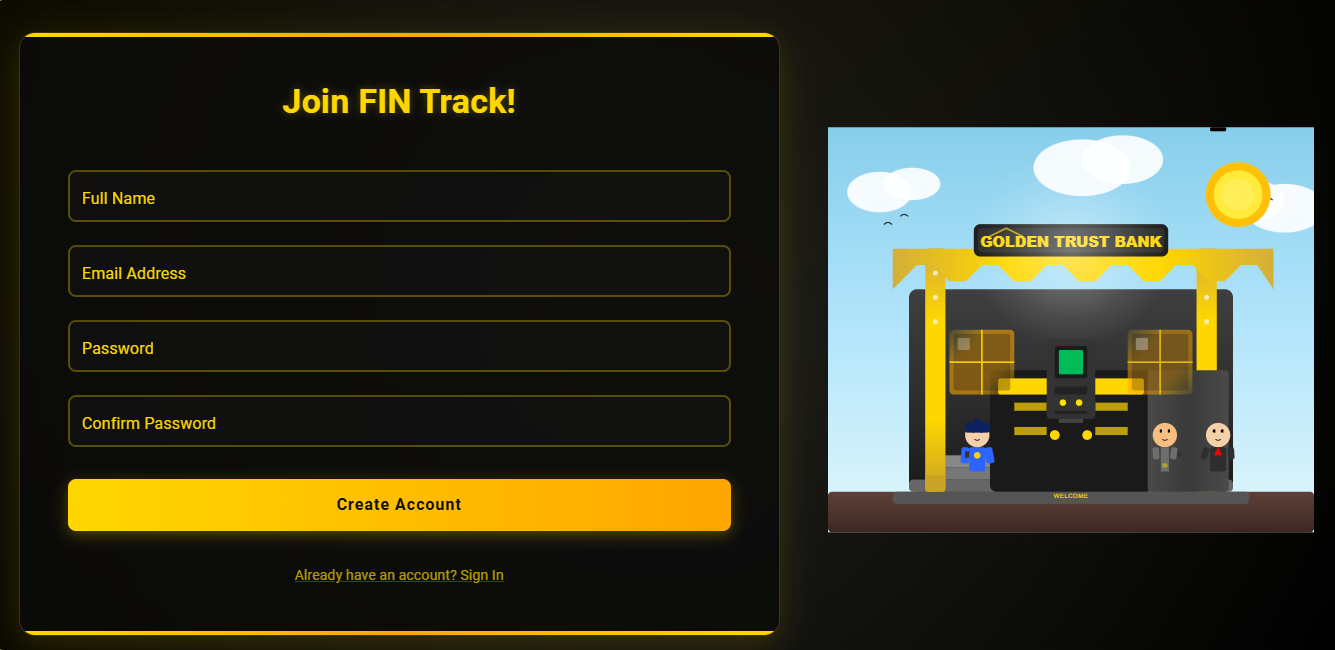 Join FIN Track!
Full Name
Email Address
Password
Confirm Password
Create Account
Already have an account? Sign In
GOLDEN TRUST BANK
WELCOME